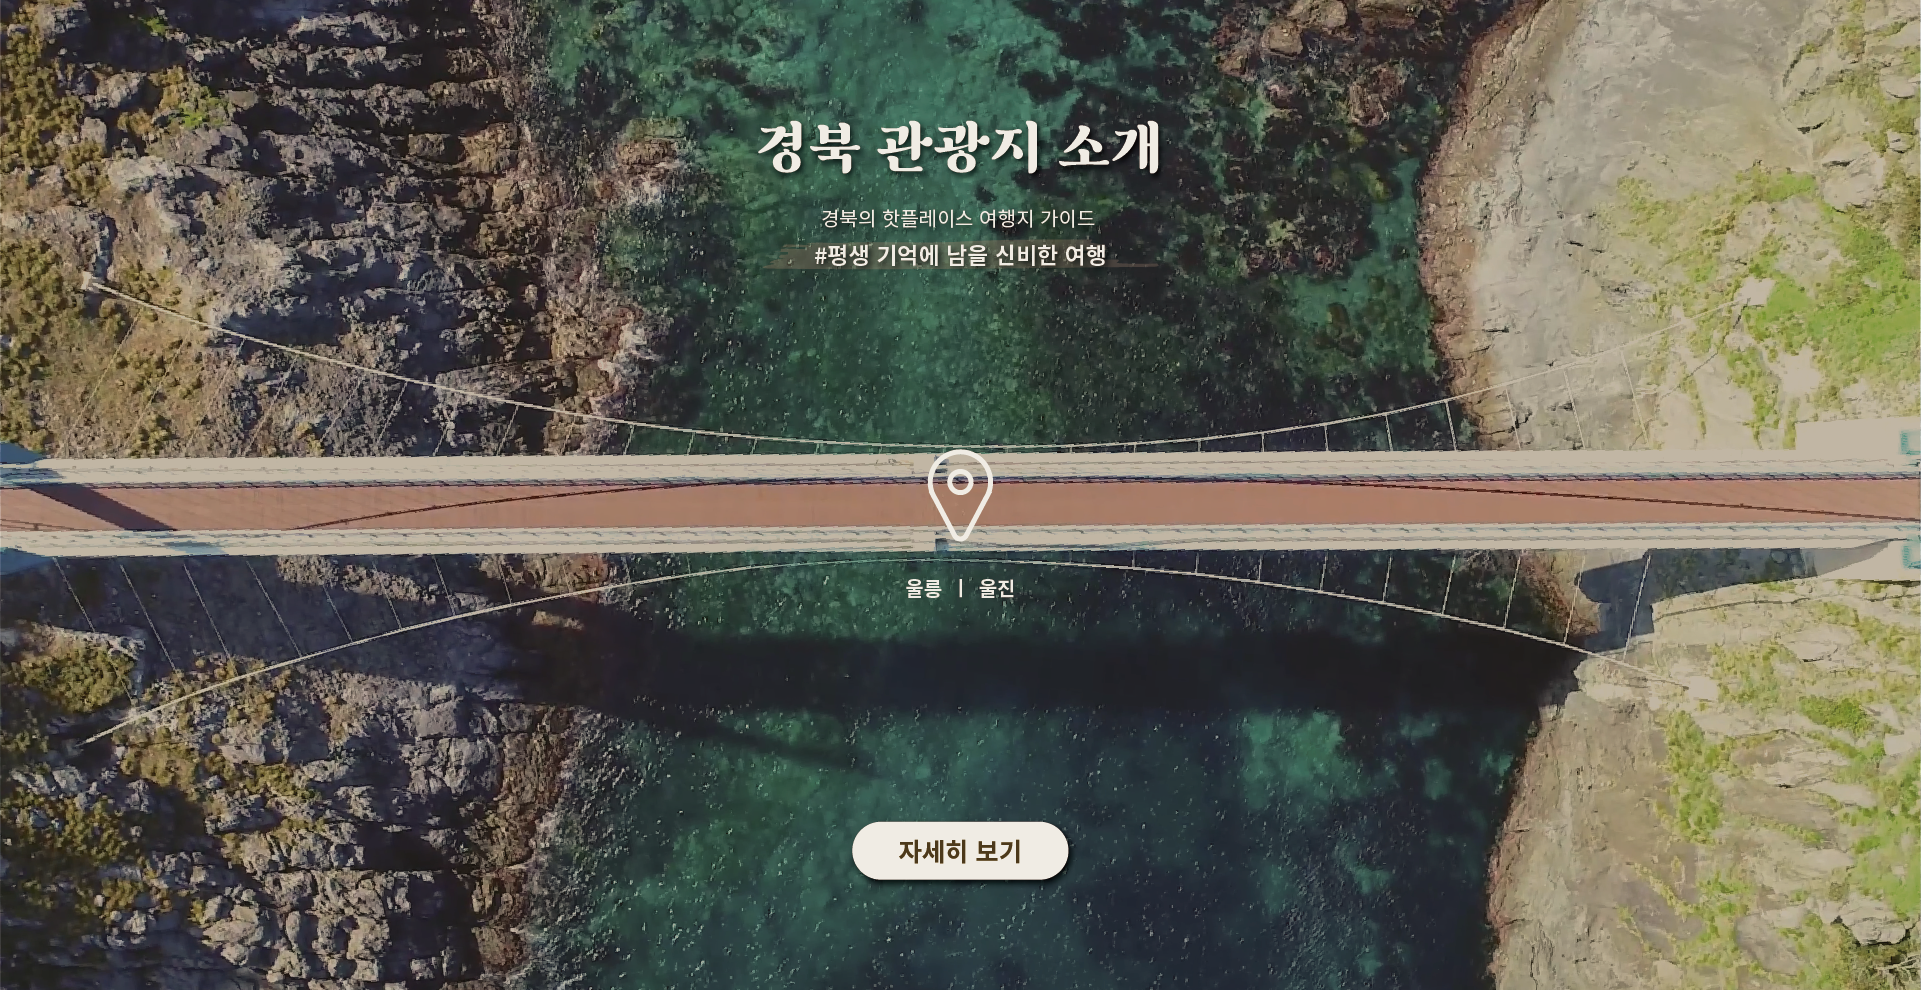 경북 관광지 소개
경북의 핫플레이스 여행지 가이드
#평생 기억에 남을 신비한 여행
울릉 | 울진
자세히 보기